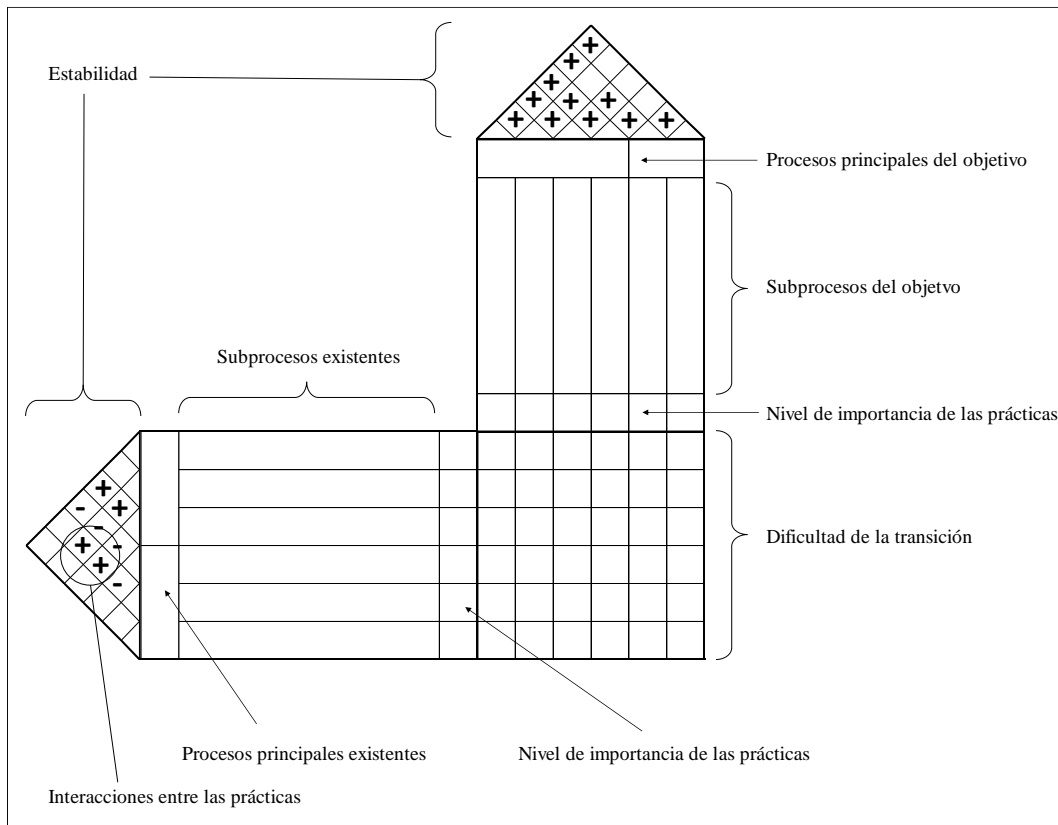 Estabilidad
Procesos principales del objetivo
Subprocesos del objetvo
Subprocesos existentes
Nivel de importancia de las prácticas
Dificultad de la transición
Procesos principales existentes
Nivel de importancia de las prácticas
Interacciones entre las prácticas